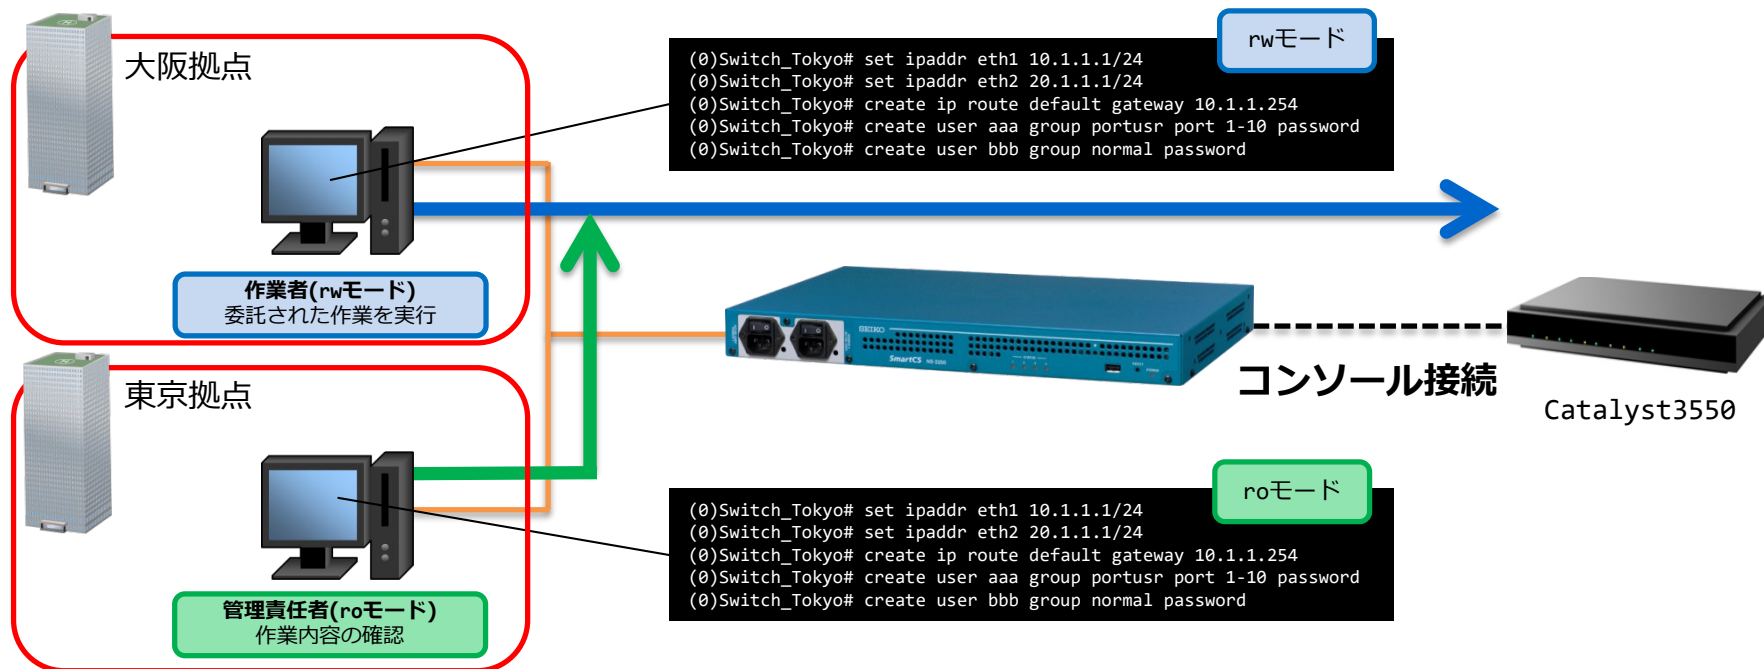 大阪拠点
rwモード
(0)Switch_Tokyo# set ipaddr eth1 10.1.1.1/24
(0)Switch_Tokyo# set ipaddr eth2 20.1.1.1/24
(0)Switch_Tokyo# create ip route default gateway 10.1.1.254
(0)Switch_Tokyo# create user aaa group portusr port 1-10 password
(0)Switch_Tokyo# create user bbb group normal password
作業者(rwモード)
委託された作業を実行
SEIKO
SmartCS
コンソール接続
Catalyst3550
東京拠点
roモード
(0)Switch_Tokyo# set ipaddr eth1 10.1.1.1/24
(0)Switch_Tokyo# set ipaddr eth2 20.1.1.1/24
(0)Switch_Tokyo# create ip route default gateway 10.1.1.254
(0)Switch_Tokyo# create user aaa group portusr port 1-10 password
(0)Switch_Tokyo# create user bbb group normal password
管理責任者(roモード)
作業内容の確認